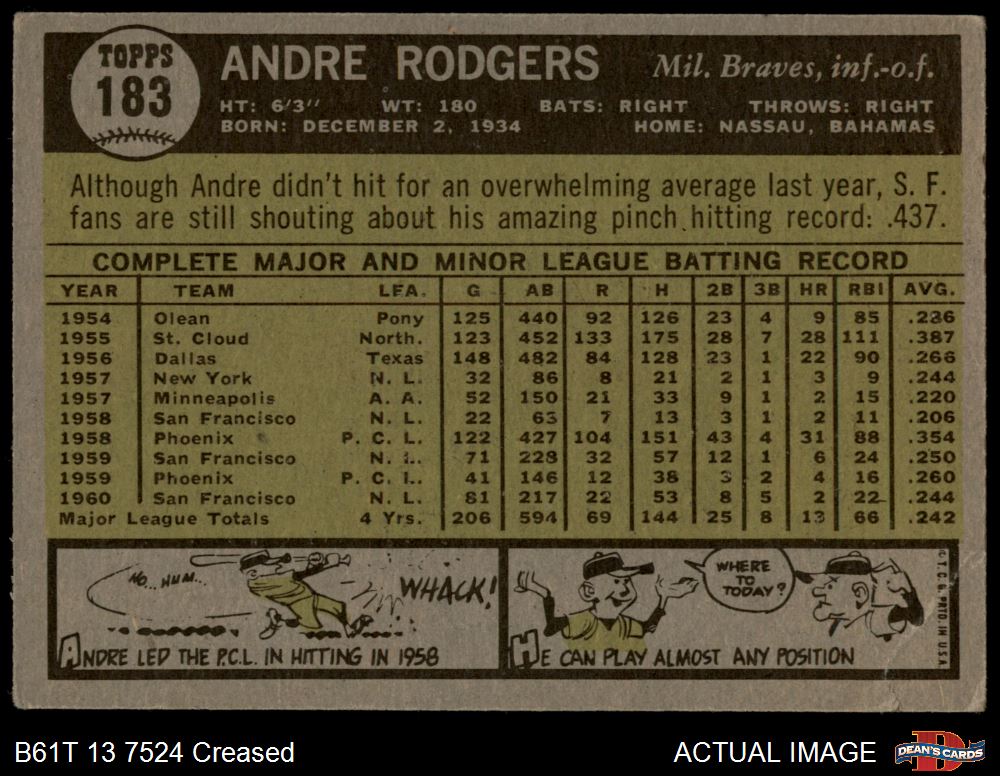 TOPPS
183
ANDRE RODGERS Mil. Braves, inf.-o.f.
HT: 6'3" WT: 180 BATS: RIGHT THROWS: RIGHT
BORN: DECEMBER 2, 1934 HOME: NASSAU, BAHAMAS
Although Andre didn't hit for an overwhelming average last year, S. F.
fans are still shouting about his amazing pinch hitting record: .437.
COMPLETE MAJOR AND MINOR LEAGUE BATTING RECORD
YEAR TEAM LEA. G AB R H 2B 3B HR RBI AVG.
1954 Olean Pony 125 440 92 126 23 4 9 85 .286
1955 St. Cloud North. 123 452 133 175 28 7 28 111 .387
1956 Dallas Texas 148 482 84 128 23 1 22 90 .266
1957 New York N. L. 32 86 8 21 2 1 3 9 .244
1957 Minneapolis A. A. 52 150 21 33 9 1 2 15 .220
1958 San Francisco N. L. 22 63 7 13 3 1 2 11 .206
1958 Phoenix P. C. L. 122 427 104 151 43 4 31 88 .354
1959 San Francisco N. L. 71 228 32 57 12 1 6 24 .250
1959 Phoenix P. C. L. 41 146 12 38 3 2 4 16 .260
1960 San Francisco N. L. 81 217 22 53 8 5 2 22 .244
Major League Totals 4 Yrs. 206 594 69 144 25 8 13 66 .242
HO.. HUM...
WHACK!
ANDRE LED THE P.C.L. IN HITTING IN 1958
WHERE
TO
TODAY?
HE CAN PLAY ALMOST ANY POSITION
© T.C.G. PRTD. IN U.S.A.
B61T 13 7524 Creased
ACTUAL IMAGE
D
DEAN'S CARDS